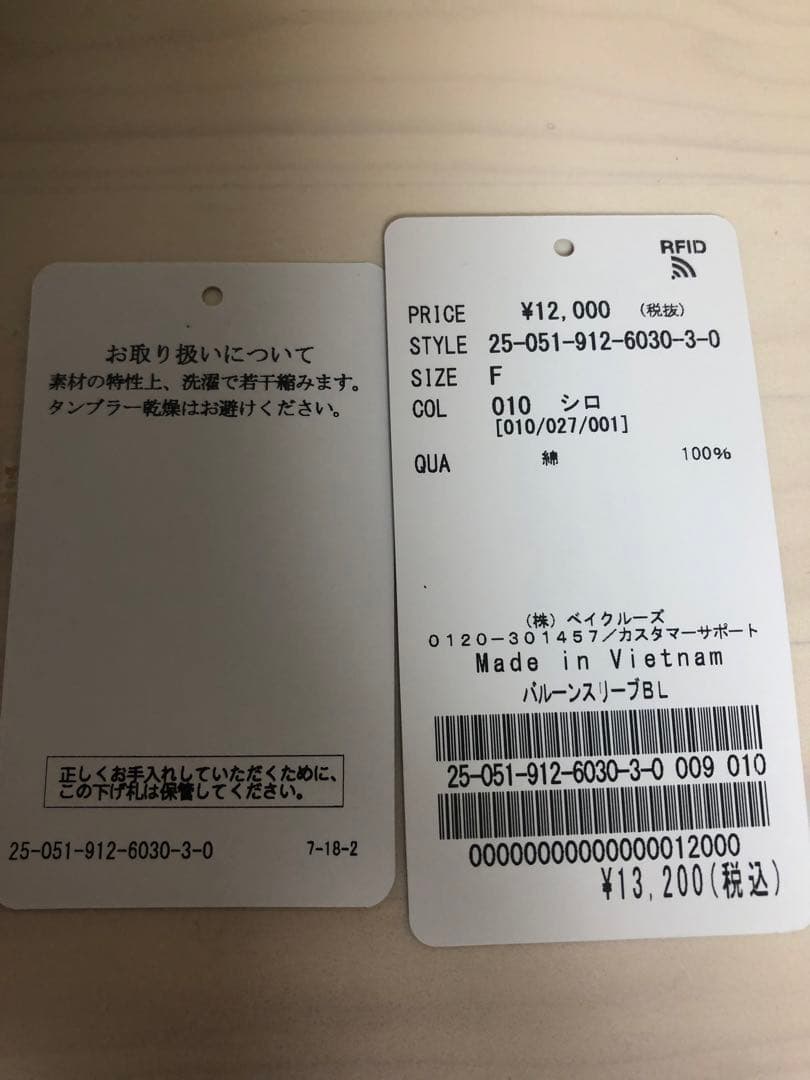 お取り扱いについて
素材の特性上、洗濯で若干縮みます。
タンブラー乾燥はお避けください。
正しくお手入れしていただくために、
この下げ札は保管してください。
25-051-912-6030-3-0 7-18-2
RFID
PRICE ¥12,000 (税抜)
STYLE 25-051-912-6030-3-0
SIZE F
COL 010 シロ
[010/027/001]
QUA 綿 100%
(株) ベイクルーズ
0120-301457/カスタマーサポート
Made in Vietnam
バルーンスリーブBL
25-051-912-6030-3-0 009 010
00000000000000012000
¥13,200(税込)